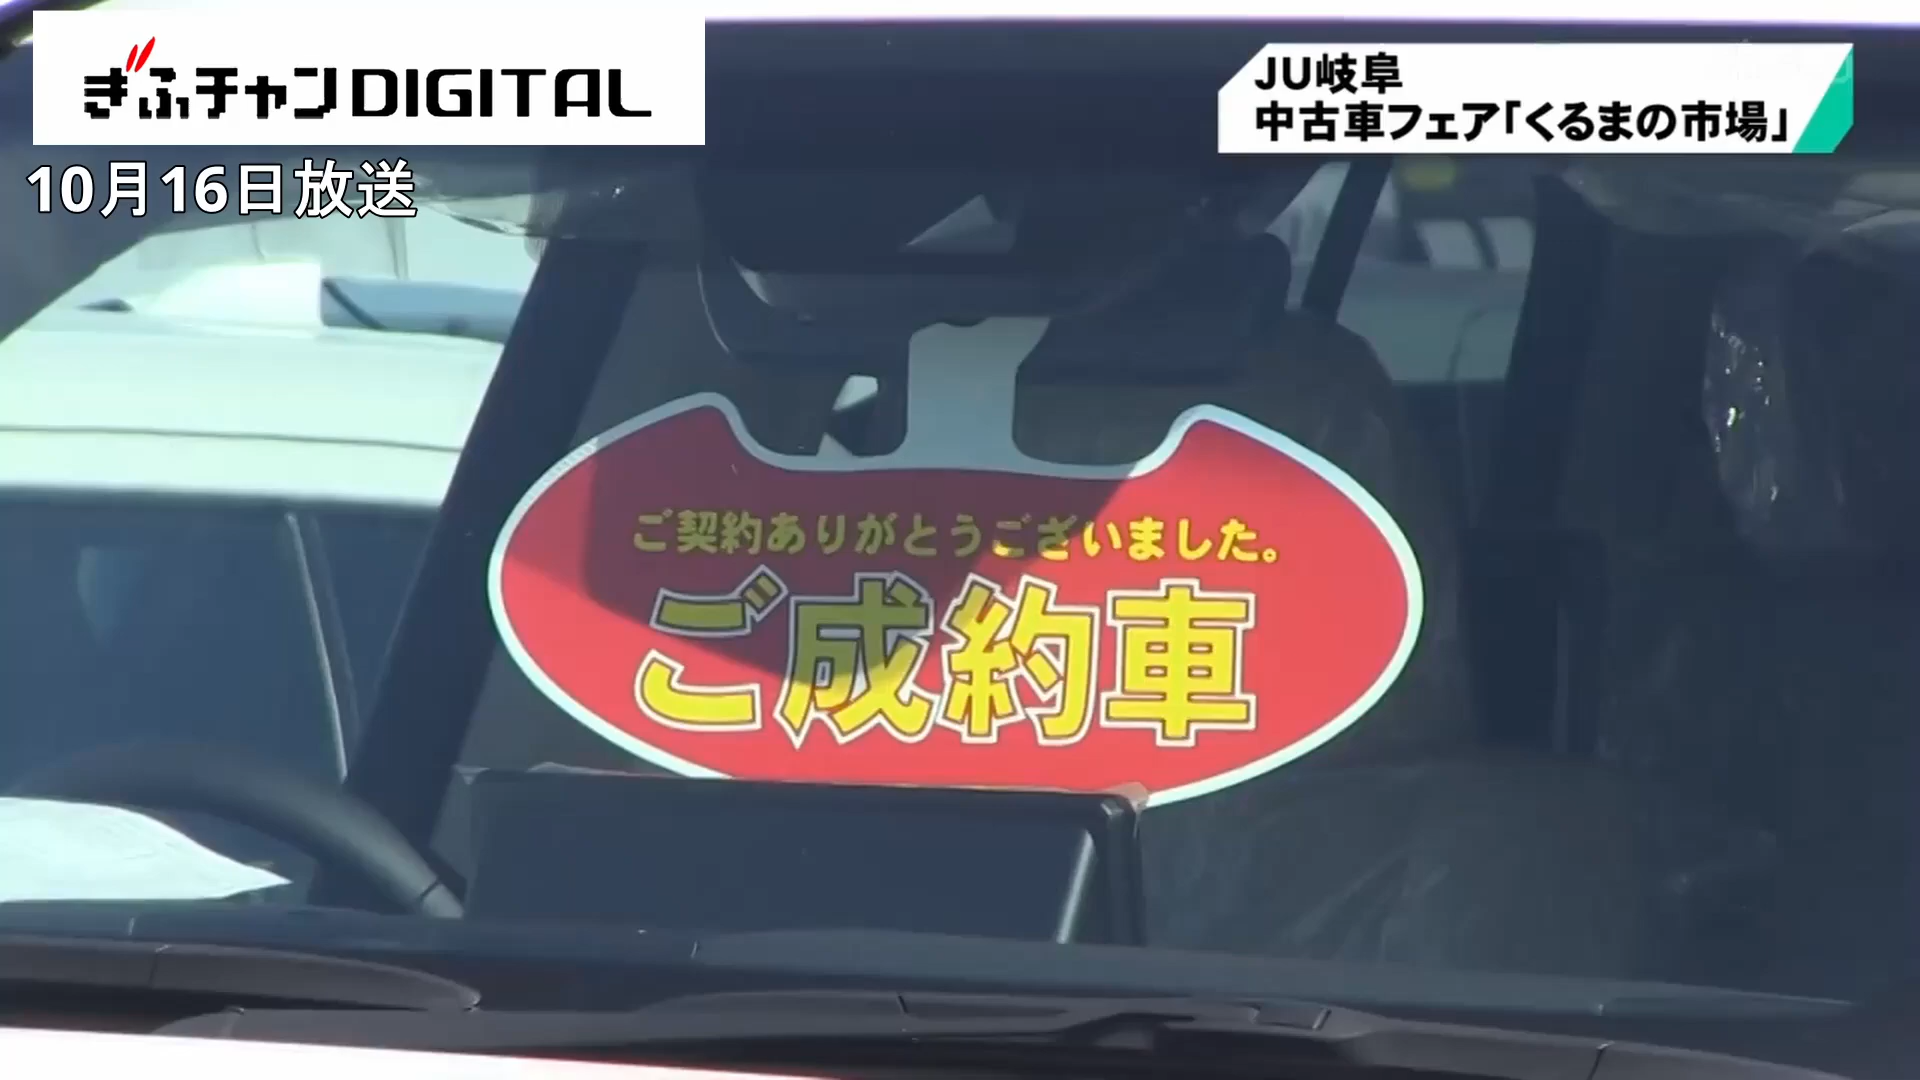 ぎふチャンDIGITAL
10月16日放送
JU岐阜
中古車フェア「くるまの市場」
ご契約ありがとうございました。
ご成約車